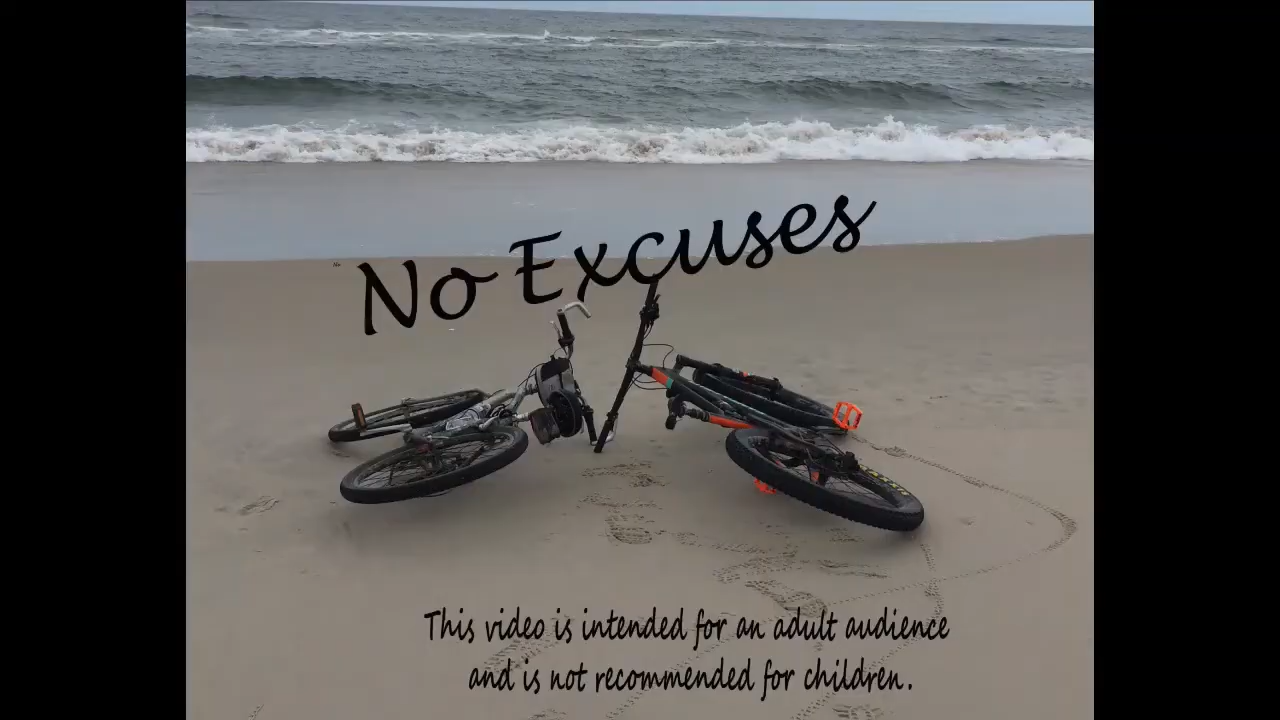 No Excuses
This video is intended for an adult audience
and is not recommended for children.